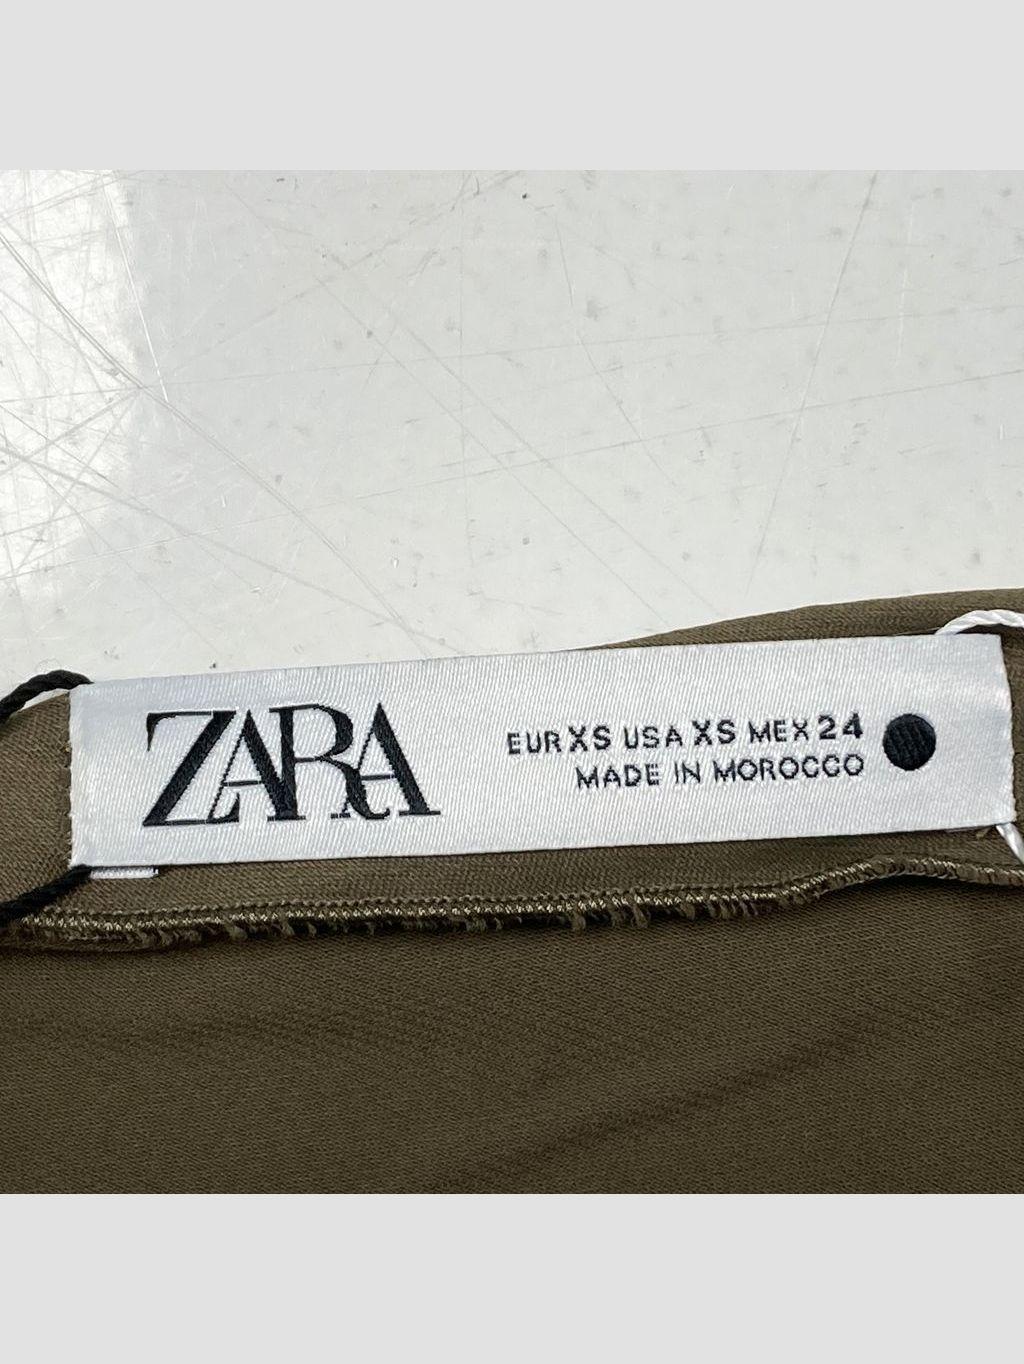 ZARA
EUR XS USA XS MEX 24
MADE IN MOROCCO